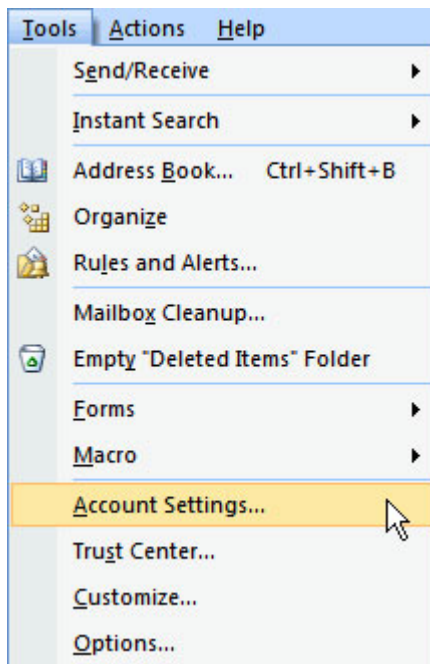 Tools Actions Help
Send/Receive
Instant Search
Address Book... Ctrl+Shift+B
Organize
Rules and Alerts...
Mailbox Cleanup...
Empty "Deleted Items" Folder
Forms
Macro
Account Settings...
Trust Center...
Customize...
Options...